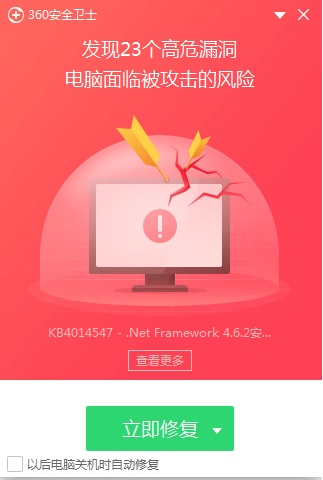 360安全卫士
发现23个高危漏洞
电脑面临被攻击的风险
KB4014547 - .Net Framework 4.6.2安...
查看更多
立即修复
以后电脑关机时自动修复